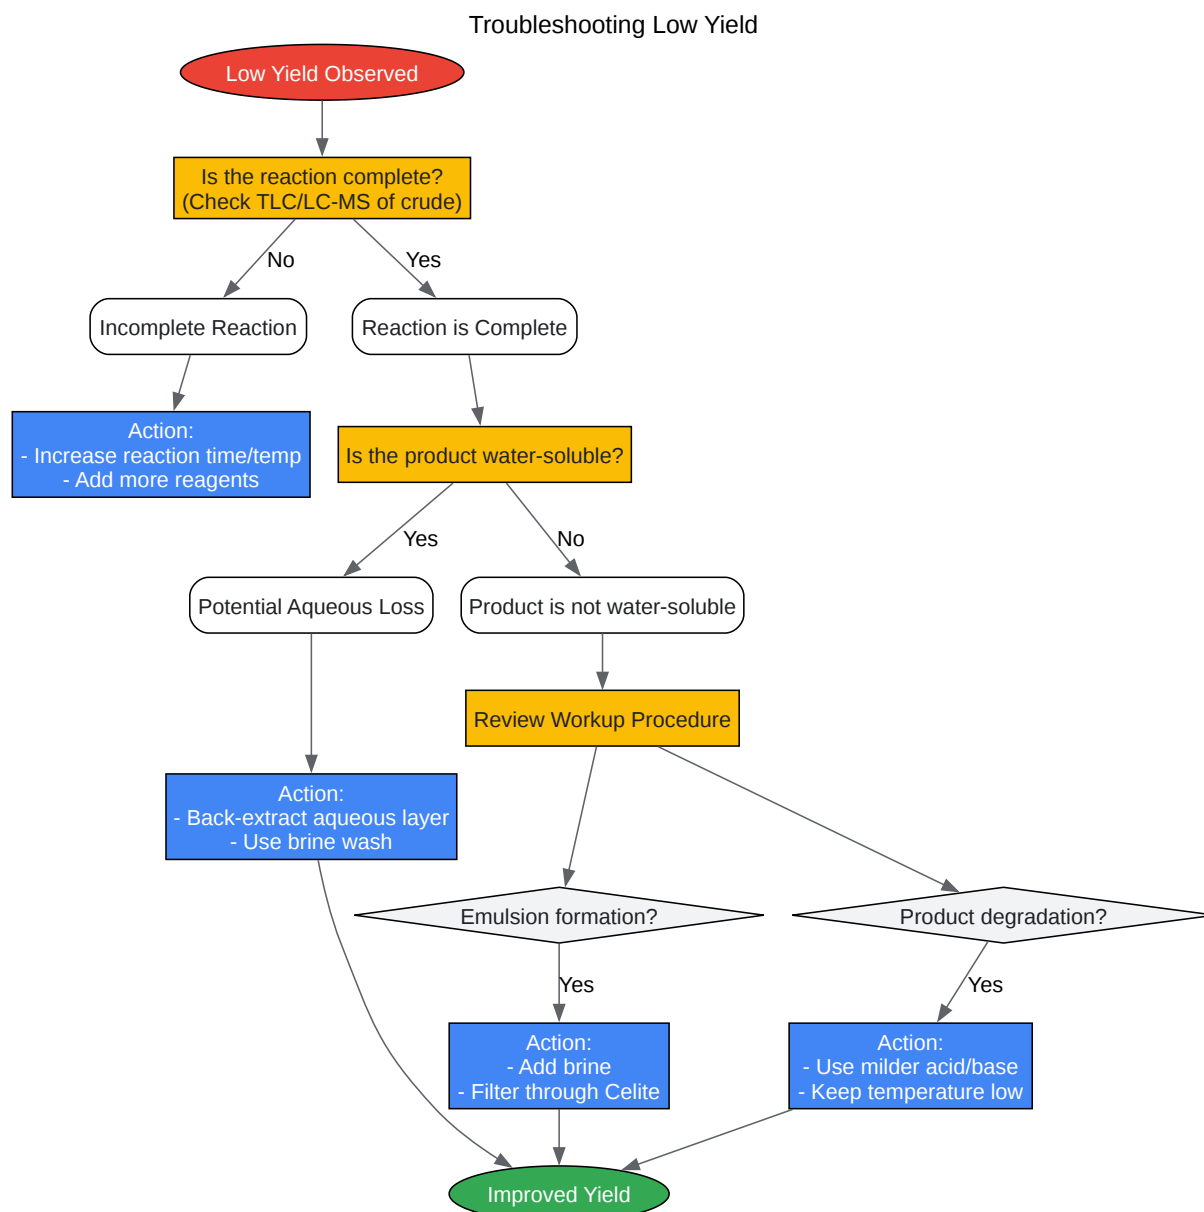 Troubleshooting Low Yield
Low Yield Observed
Is the reaction complete?
(Check TLC/LC-MS of crude)
No
Yes
Incomplete Reaction
Reaction is Complete
Action:
- Increase reaction time/temp
- Add more reagents
Is the product water-soluble?
Yes
No
Potential Aqueous Loss
Product is not water-soluble
Review Workup Procedure
Action:
- Back-extract aqueous layer
- Use brine wash
Emulsion formation?
Product degradation?
Yes
Yes
Action:
- Add brine
- Filter through Celite
Action:
- Use milder acid/base
- Keep temperature low
Improved Yield